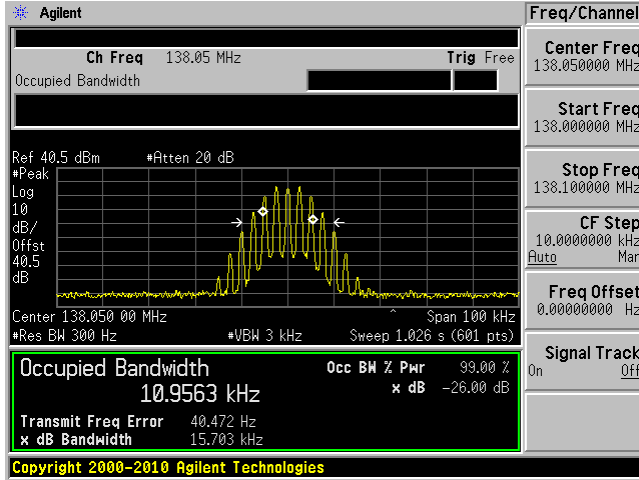 Agilent
Freq/Channel
Ch Freq 138.05 MHz Trig Free
Occupied Bandwidth
Center Freq
138.050000 MHz
Start Freq
138.000000 MHz
Stop Freq
138.100000 MHz
CF Step
10.0000000 kHz
Auto Man
Freq Offset
0.00000000 Hz
Signal Track
On Off
Ref 40.5 dBm #Atten 20 dB
#Peak
Log
10
dB/
Offst
40.5
dB
Center 138.050 00 MHz Span 100 kHz
#Res BW 300 Hz #VBW 3 kHz Sweep 1.026 s (601 pts)
Occupied Bandwidth Occ BW % Pwr 99.00 %
10.9563 kHz x dB -26.00 dB
Transmit Freq Error 40.472 Hz
x dB Bandwidth 15.703 kHz
Copyright 2000-2010 Agilent Technologies